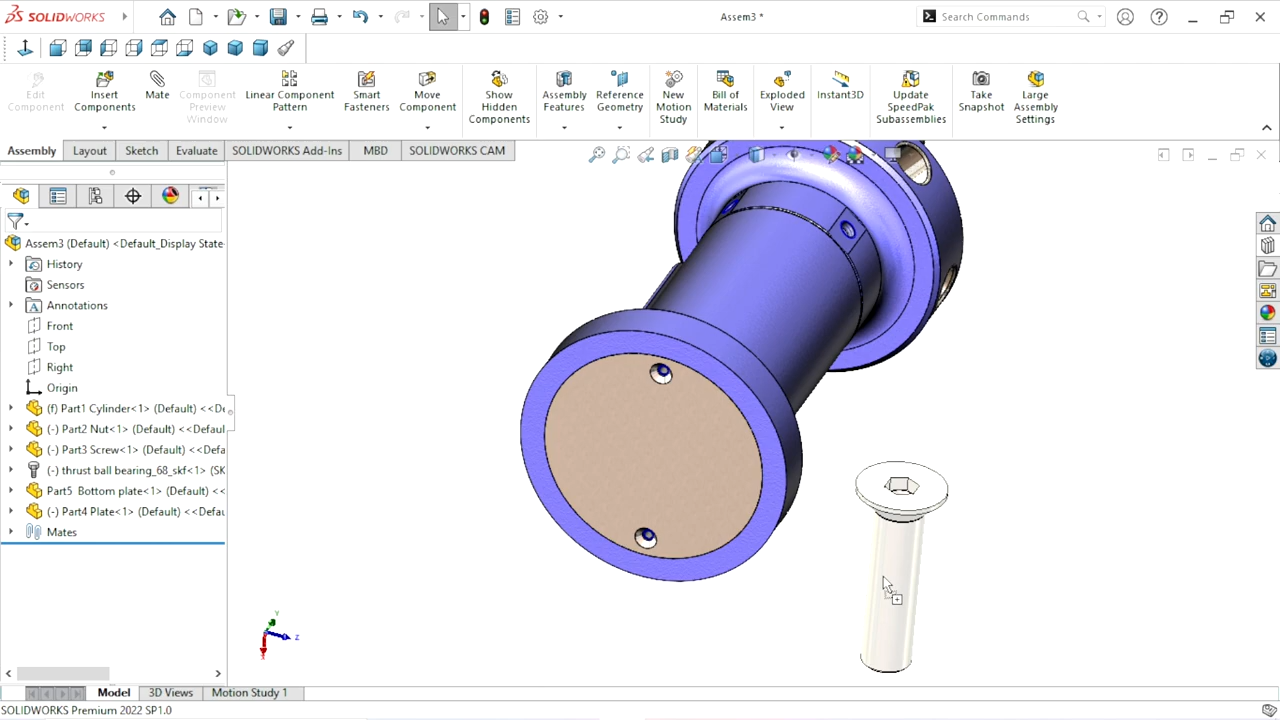 SOLIDWORKS
Assem3 *
Search Commands
Edit Component
Insert Components
Mate
Component Preview Window
Linear Component Pattern
Smart Fasteners
Move Component
Show Hidden Components
Assembly Features
Reference Geometry
New Motion Study
Bill of Materials
Exploded View
Instant3D
Update SpeedPak Subassemblies
Take Snapshot
Large Assembly Settings
Assembly
Layout
Sketch
Evaluate
SOLIDWORKS Add-Ins
MBD
SOLIDWORKS CAM
Assem3 (Default) <Default_Display State-
History
Sensors
Annotations
Front
Top
Right
Origin
(f) Part1 Cylinder<1> (Default) <<De
(-) Part2 Nut<1> (Default) <<Defaul
(-) Part3 Screw<1> (Default) <<Defa
(-) thrust ball bearing_68_skf<1> (SK
Part5 Bottom plate<1> (Default) <<
(-) Part4 Plate<1> (Default) <<Defau
Mates
Y
Z
X
Model
3D Views
Motion Study 1
SOLIDWORKS Premium 2022 SP1.0